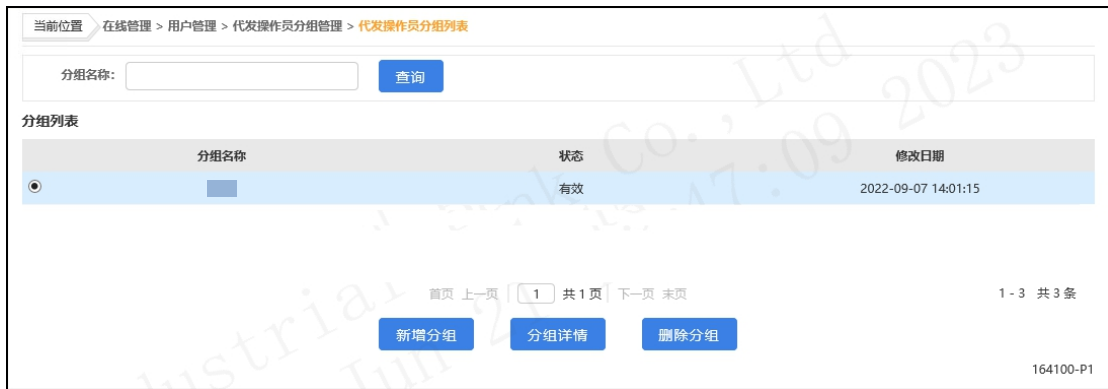 当前位置 在线管理 > 用户管理 > 代发操作员分组管理 > 代发操作员分组列表
分组名称: 查询
分组列表
分组名称 状态 修改日期
有效 2022-09-07 14:01:15
首页 上一页 1 共1页 下一页 末页 1 - 3 共3条
新增分组 分组详情 删除分组
164100-P1